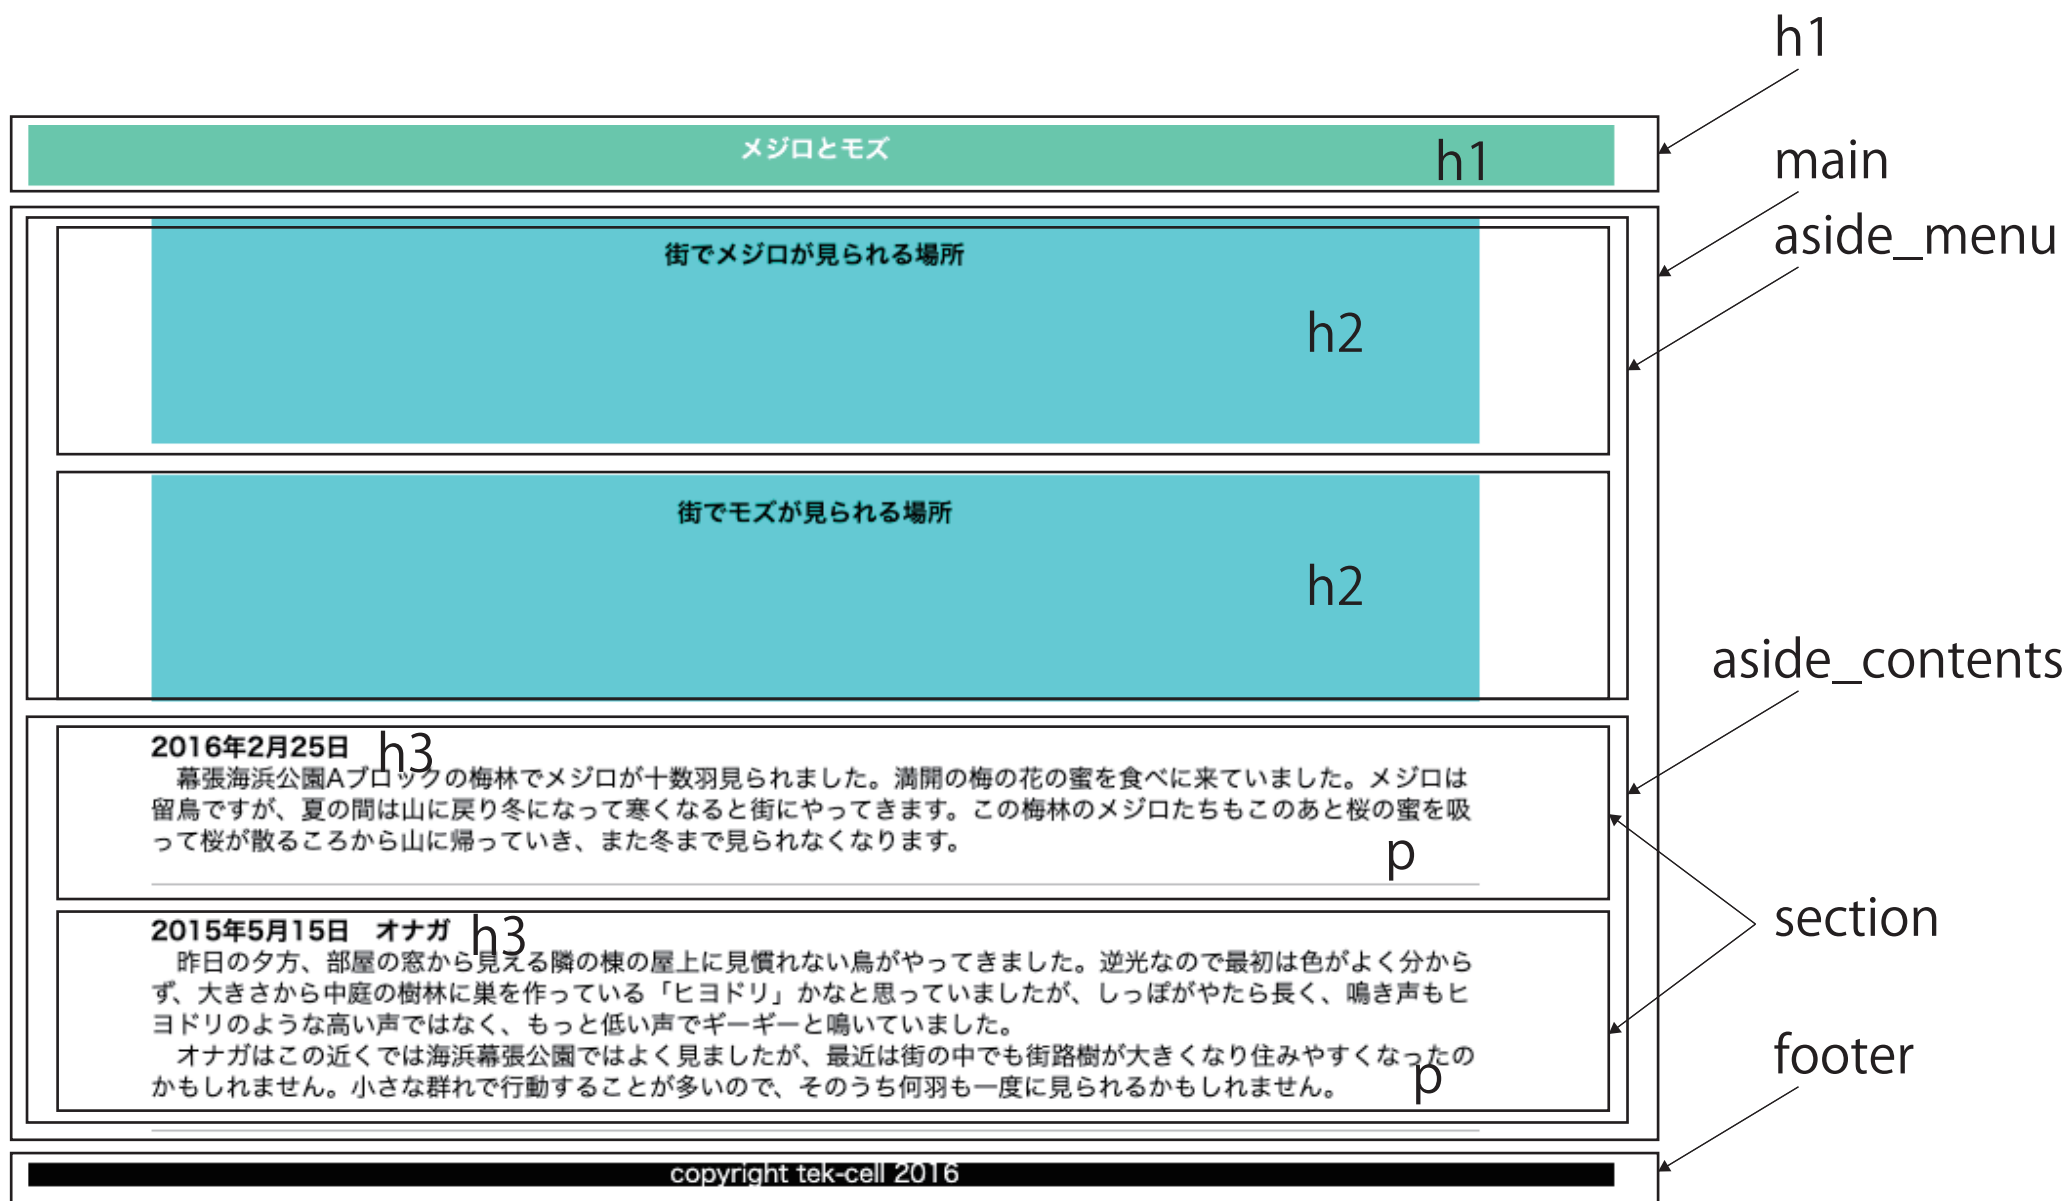 h1
メジロとモズ
h1
main
aside_menu
街でメジロが見られる場所
h2
街でモズが見られる場所
h2
aside_contents
2016年2月25日
h3
　幕張海浜公園Aブロックの梅林でメジロが十数羽見られました。満開の梅の花の蜜を食べに来ていました。メジロは
留鳥ですが、夏の間は山に戻り冬になって寒くなると街にやってきます。この梅林のメジロたちもこのあと桜の蜜を吸
って桜が散るころから山に帰っていき、また冬まで見られなくなります。
p
section
2015年5月15日　オナガ
h3
　昨日の夕方、部屋の窓から見える隣の棟の屋上に見慣れない鳥がやってきました。逆光なので最初は色がよく分から
ず、大きさから中庭の樹林に巣を作っている「ヒヨドリ」かなと思っていましたが、しっぽがやたら長く、鳴き声もヒ
ヨドリのような高い声ではなく、もっと低い声でギーギーと鳴いていました。
　オナガはこの近くでは海浜幕張公園ではよく見ましたが、最近は街の中でも街路樹が大きくなり住みやすくなったの
かもしれません。小さな群れで行動することが多いので、そのうち何羽も一度に見られるかもしれません。
p
footer
copyright tek-cell 2016